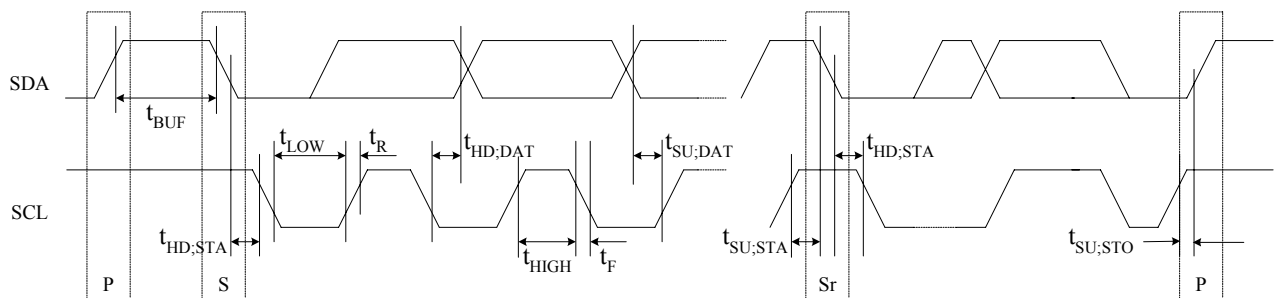 SDA
t_BUF
t_LOW
t_R
t_HD;DAT
t_SU;DAT
t_HD;STA
SCL
t_HD;STA
t_HIGH
t_F
t_SU;STA
t_SU;STO
P
S
Sr
P